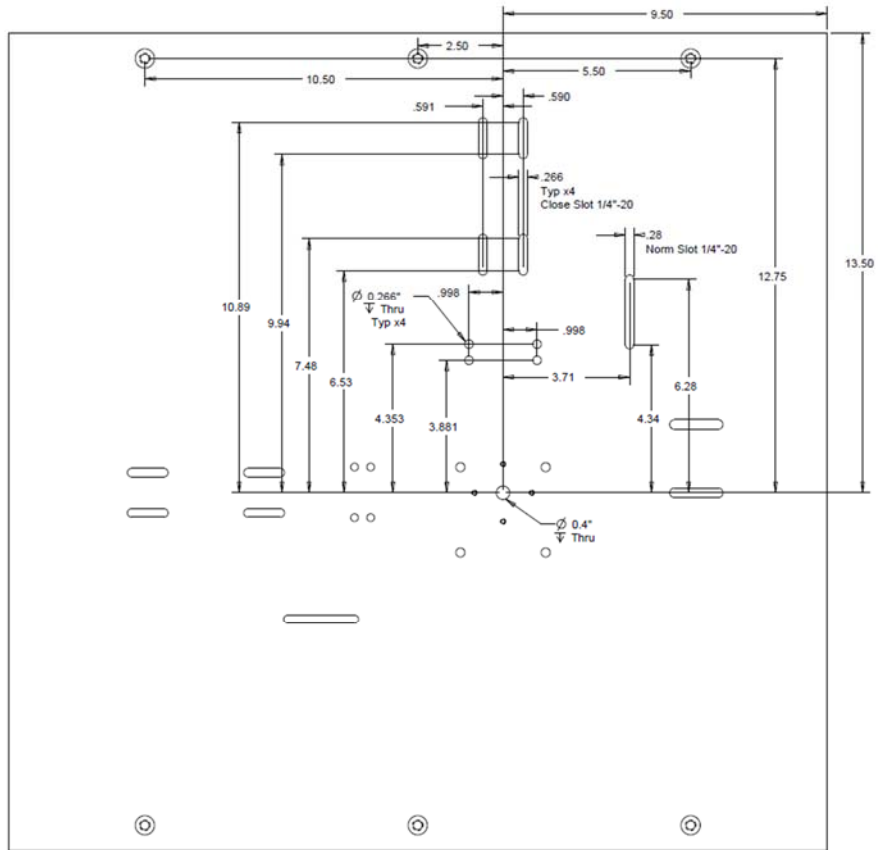 9.50
2.50
10.50
5.50
.591
.590
.266
Typ x4
Close Slot 1/4"-20
.28
Norm Slot 1/4"-20
13.50
12.75
10.89
9.94
.998
Ø 0.266"
↧ Thru
Typ x4
.998
7.48
6.53
3.71
6.28
4.353
3.881
4.34
Ø 0.4"
↧ Thru